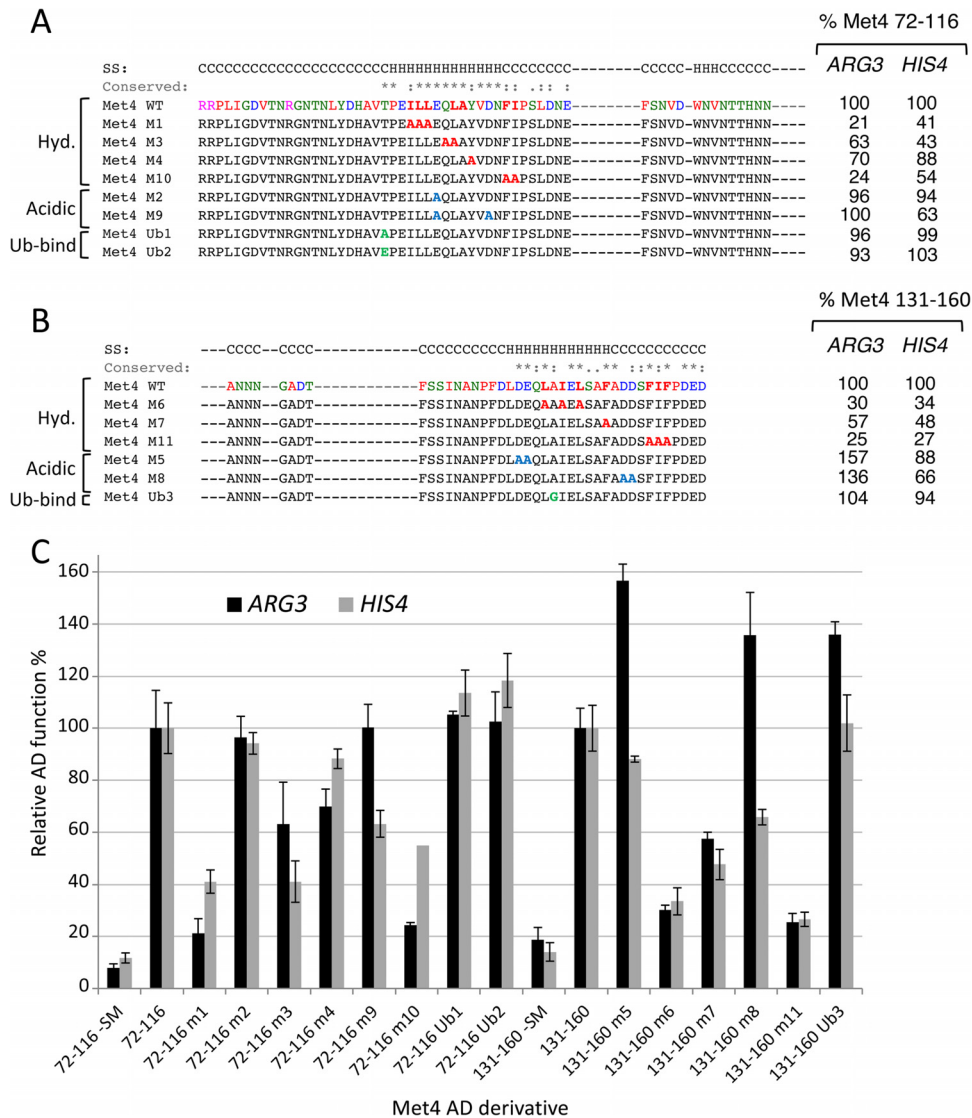 A
% Met4 72-116
ARG3 HIS4
SS: CCCCCCCCCCCCCCCCCCCCCCHHHHHHHHHHHHHCCCCCCCC--------CCCCC-HHHCCCCCC----
Conserved:
Hyd.
Met4 WT RRPLIGDVTNRGNTNLYDHAVTPEILLEQLAYVDNFIPSLDNE--------FSNVD-WNVNTTHNN---- 100 100
Met4 M1 RRPLIGDVTNRGNTNLYDHAVTPEAAAEQLAYVDNFIPSLDNE--------FSNVD-WNVNTTHNN---- 21 41
Met4 M3 RRPLIGDVTNRGNTNLYDHAVTPEILLEAAAYVDNFIPSLDNE--------FSNVD-WNVNTTHNN---- 63 43
Met4 M4 RRPLIGDVTNRGNTNLYDHAVTPEILLEQLAAVDNFIPSLDNE--------FSNVD-WNVNTTHNN---- 70 88
Met4 M10 RRPLIGDVTNRGNTNLYDHAVTPEILLEQLAYVDNAAPSLDNE--------FSNVD-WNVNTTHNN---- 24 54
Acidic
Met4 M2 RRPLIGDVTNRGNTNLYDHAVTPEILLAQLAYVDNFIPSLDNE--------FSNVD-WNVNTTHNN---- 96 94
Met4 M9 RRPLIGDVTNRGNTNLYDHAVTPEILLAQLAYVANFIPSLDNE--------FSNVD-WNVNTTHNN---- 100 63
Ub-bind
Met4 Ub1 RRPLIGDVTNRGNTNLYDHAVAPEILLEQLAYVDNFIPSLDNE--------FSNVD-WNVNTTHNN---- 96 99
Met4 Ub2 RRPLIGDVTNRGNTNLYDHAVEPEILLEQLAYVDNFIPSLDNE--------FSNVD-WNVNTTHNN---- 93 103
B
% Met4 131-160
ARG3 HIS4
SS: ---CCCC--CCCC------------CCCCCCCCCCHHHHHHHHHHHHCCCCCCCCCCC
Conserved:
Hyd.
Met4 WT ---ANNN--GADT------------FSSINANPFDLDEQLAIELSAFADDSFIFPDED 100 100
Met4 M6 ---ANNN--GADT------------FSSINANPFDLDEQAAAEASAFADDSFIFPDED 30 34
Met4 M7 ---ANNN--GADT------------FSSINANPFDLDEQLAIELSAAADDSFIFPDED 57 48
Met4 M11 ---ANNN--GADT------------FSSINANPFDLDEQLAIELSAFADDSAAAPDED 25 27
Acidic
Met4 M5 ---ANNN--GADT------------FSSINANPFDLAAQLAIELSAFADDSFIFPDED 157 88
Met4 M8 ---ANNN--GADT------------FSSINANPFDLDEQLAIELSAFAAASFIFPDED 136 66
Ub-bind
Met4 Ub3 ---ANNN--GADT------------FSSINANPFDLDEQLGIELSAFADDSFIFPDED 104 94
C
Relative AD function %
160
140
120
100
80
60
40
20
0
ARG3 HIS4
72-116 -SM
72-116
72-116 m1
72-116 m2
72-116 m3
72-116 m4
72-116 m9
72-116 m10
72-116 Ub1
72-116 Ub2
131-160 -SM
131-160
131-160 m5
131-160 m6
131-160 m7
131-160 m8
131-160 m11
131-160 Ub3
Met4 AD derivative